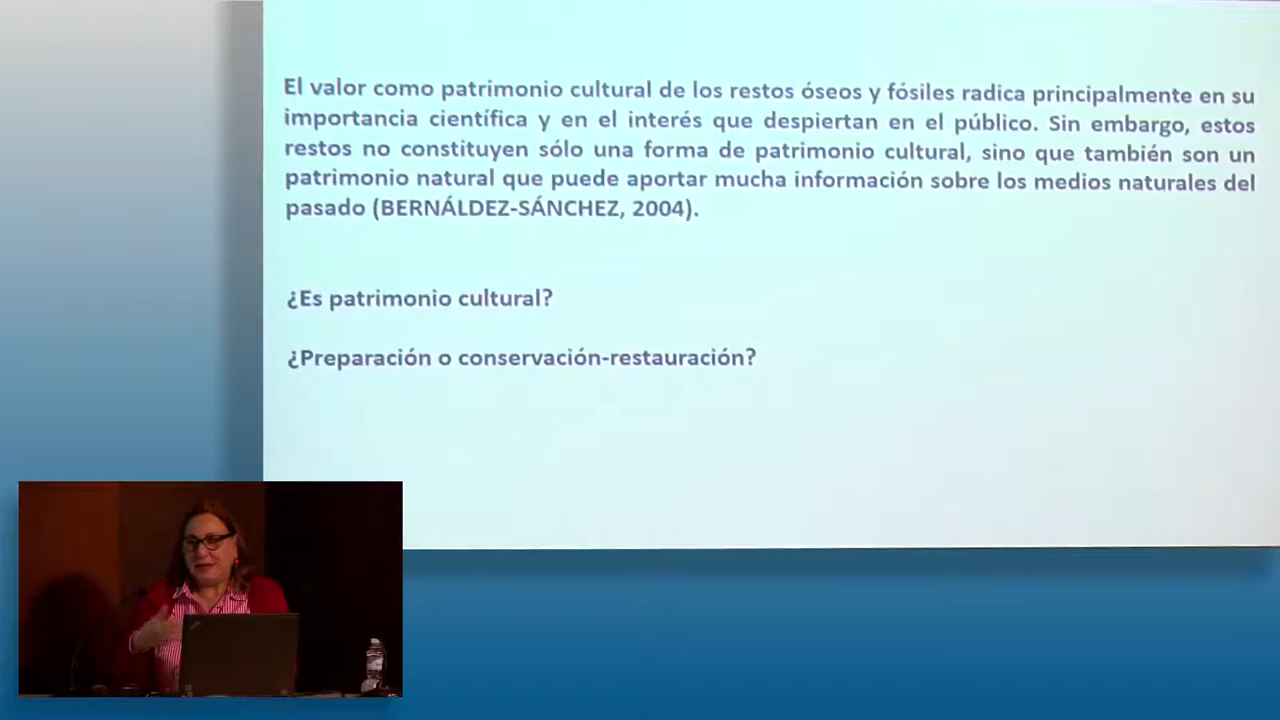 El valor como patrimonio cultural de los restos óseos y fósiles radica principalmente en su
importancia científica y en el interés que despiertan en el público. Sin embargo, estos
restos no constituyen sólo una forma de patrimonio cultural, sino que también son un
patrimonio natural que puede aportar mucha información sobre los medios naturales del
pasado (BERNÁLDEZ-SÁNCHEZ, 2004).
¿Es patrimonio cultural?
¿Preparación o conservación-restauración?